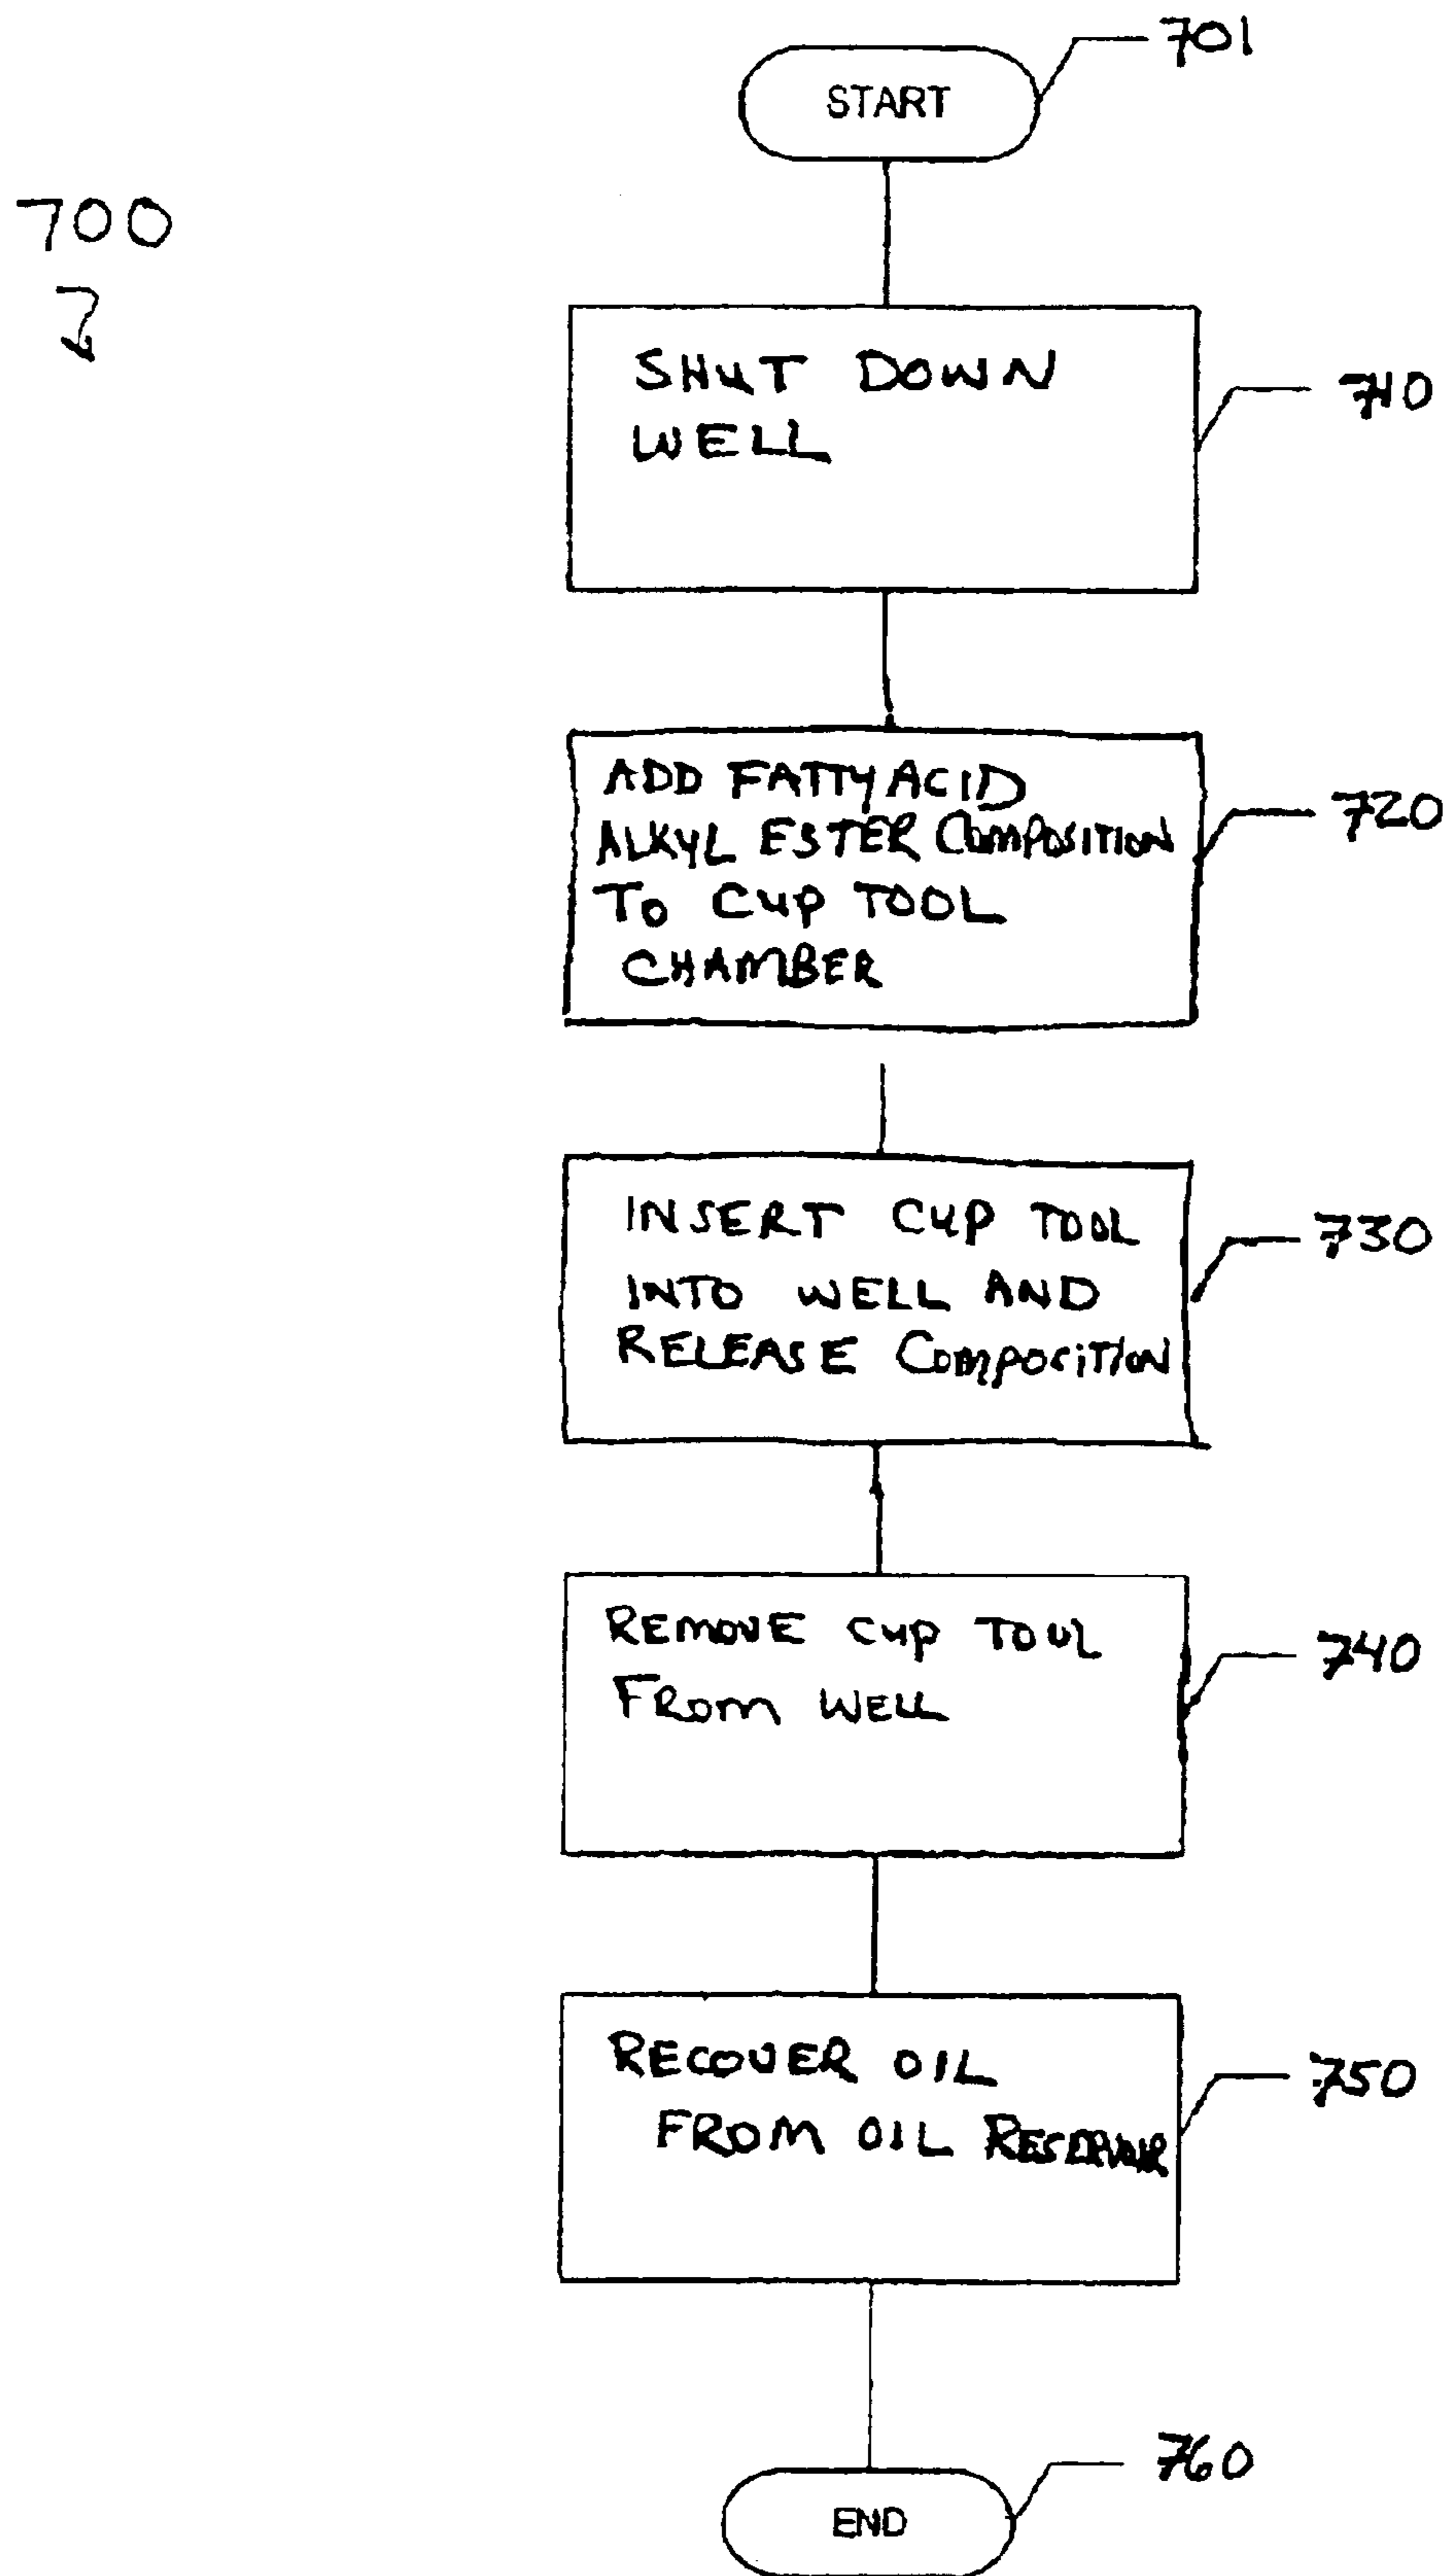 701
START
700
SHUT DOWN
WELL
710
ADD FATTY ACID
ALKYL ESTER COMPOSITION
TO CUP TOOL
CHAMBER
720
INSERT CUP TOOL
INTO WELL AND
RELEASE COMPOSITION
730
REMOVE CUP TOOL
FROM WELL
740
RECOVER OIL
FROM OIL RESERVOIR
750
760
END